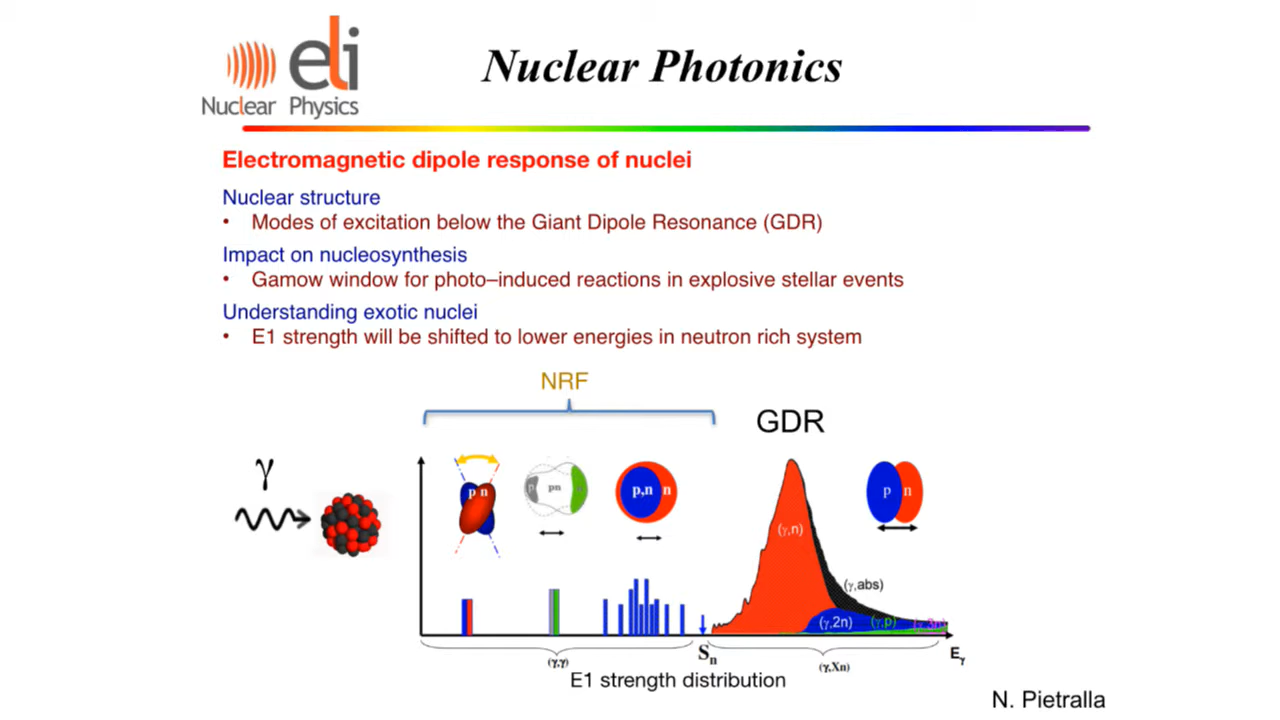 eli
Nuclear Physics
Nuclear Photonics
Electromagnetic dipole response of nuclei
Nuclear structure
• Modes of excitation below the Giant Dipole Resonance (GDR)
Impact on nucleosynthesis
• Gamow window for photo–induced reactions in explosive stellar events
Understanding exotic nuclei
• E1 strength will be shifted to lower energies in neutron rich system
NRF
GDR
γ
p n
p pn
p,n n
p n
(γ,n)
(γ,abs)
(γ,2n) (γ,p) (γ,3n)
Sn
Eγ
(γ,γ)
(γ,Xn)
E1 strength distribution
N. Pietralla